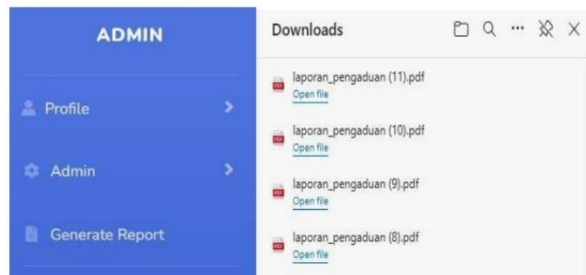 ADMIN
Profile
Admin
Generate Report
Downloads
laporan_pengaduan (11).pdf
Open file
laporan_pengaduan (10).pdf
Open file
laporan_pengaduan (9).pdf
Open file
laporan_pengaduan (8).pdf
Open file